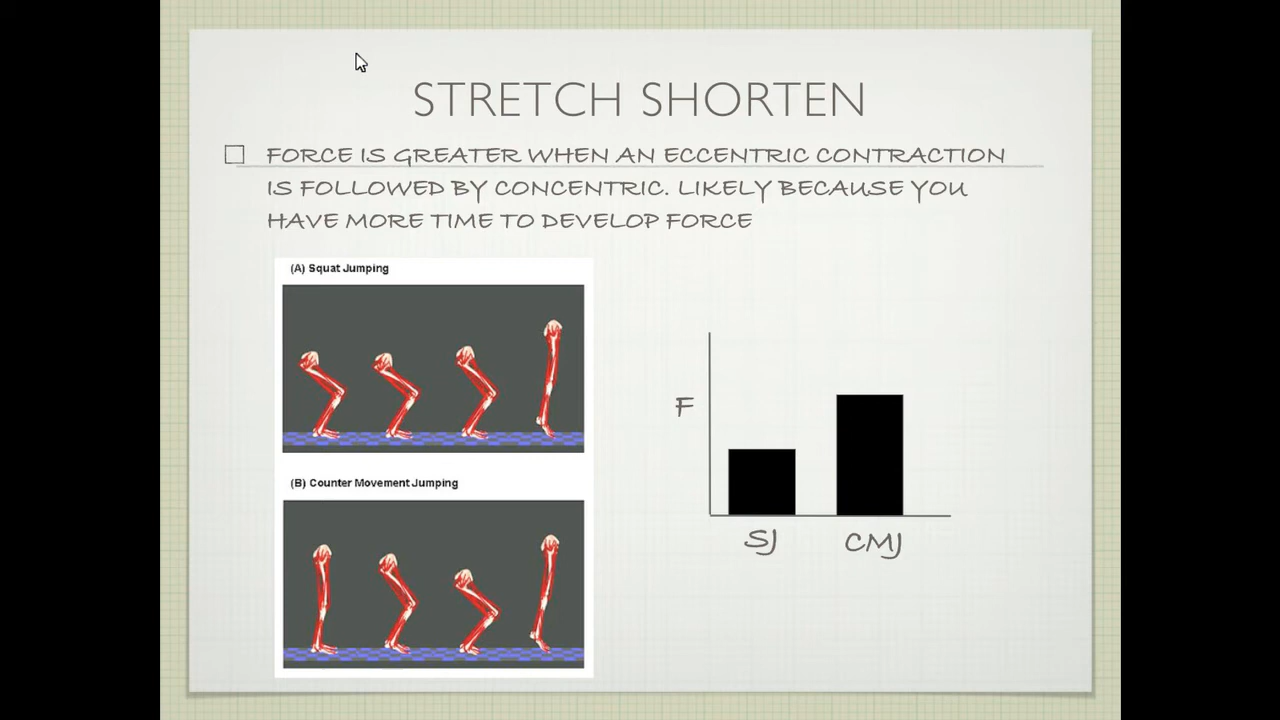 STRETCH SHORTEN
FORCE IS GREATER WHEN AN ECCENTRIC CONTRACTION
IS FOLLOWED BY CONCENTRIC. LIKELY BECAUSE YOU
HAVE MORE TIME TO DEVELOP FORCE
(A) Squat Jumping
(B) Counter Movement Jumping
F
SJ
CMJ